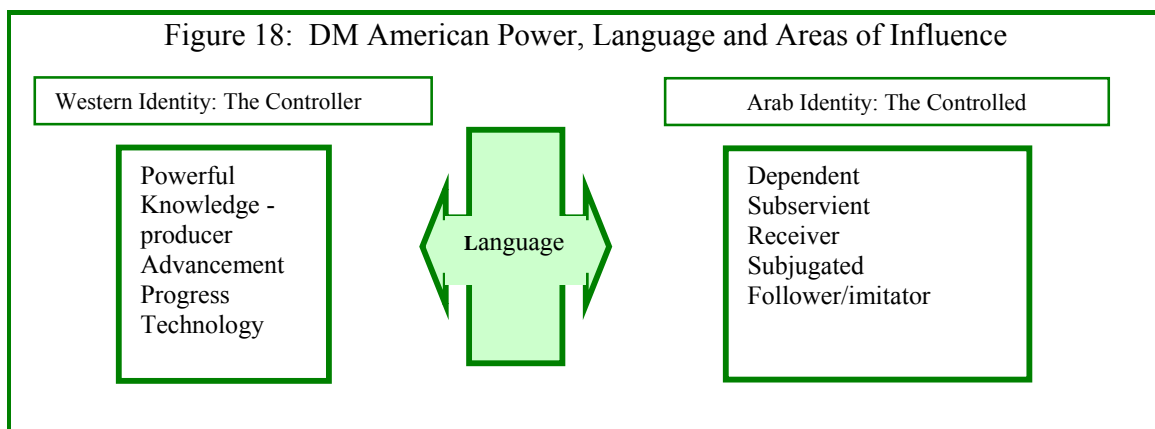 Figure 18:  DM American Power, Language and Areas of Influence
Western Identity: The Controller
Powerful
Knowledge -
producer
Advancement
Progress
Technology
Language
Arab Identity: The Controlled
Dependent
Subservient
Receiver
Subjugated
Follower/imitator